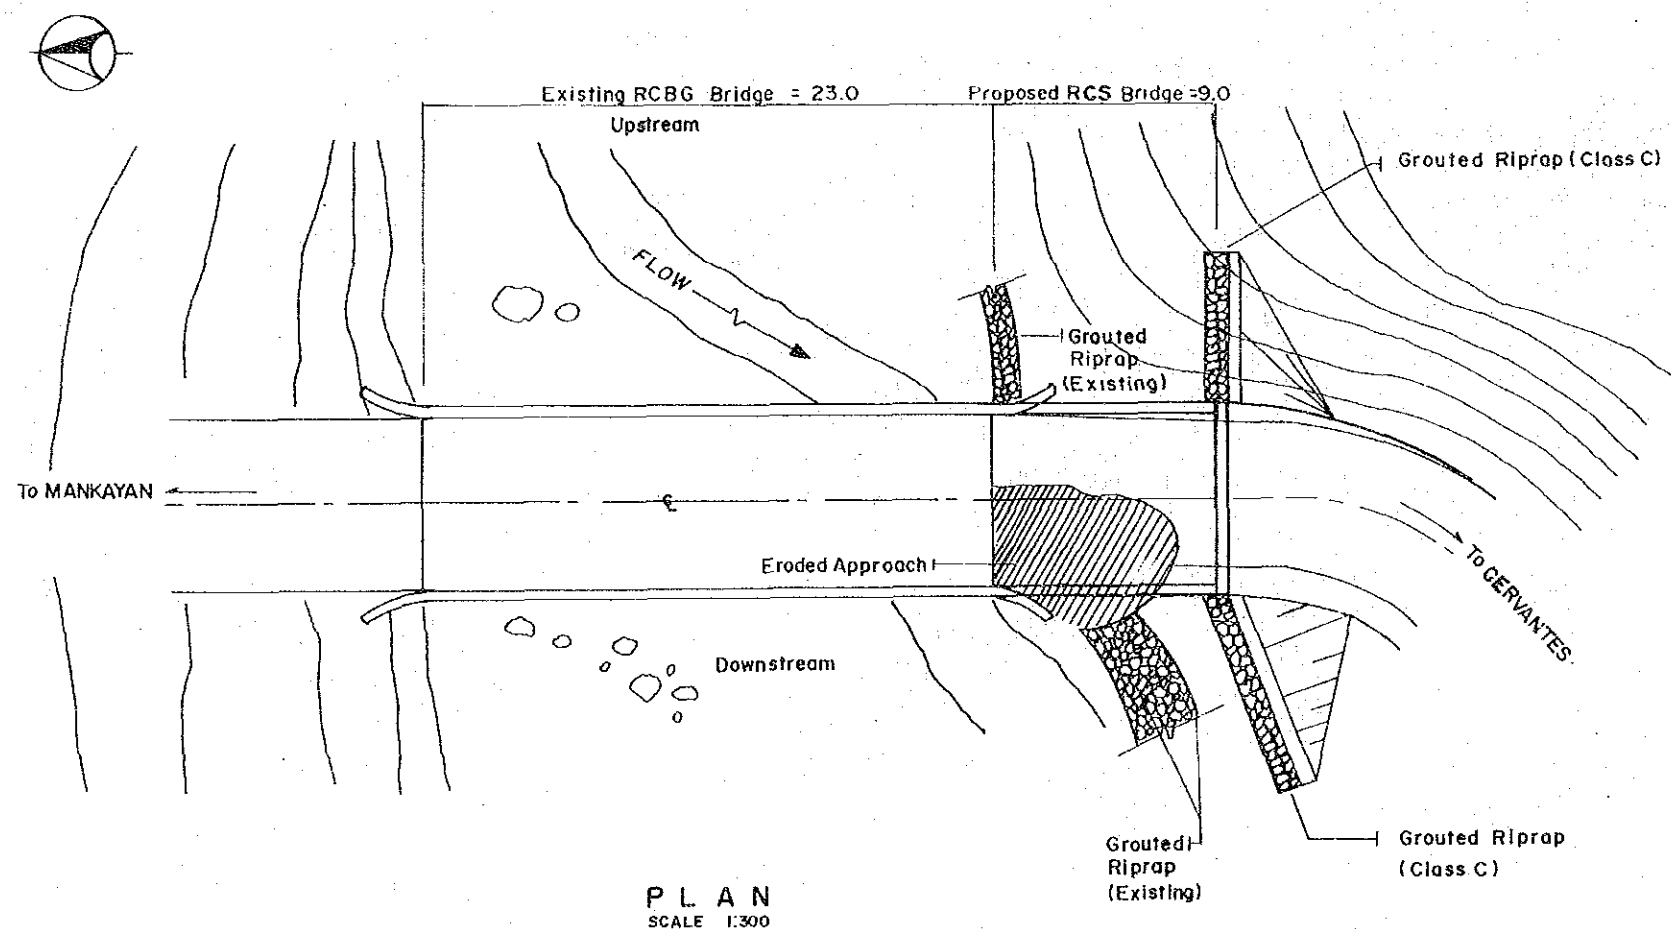 Existing RCBG Bridge = 23.0
Proposed RCS Bridge =9.0
Upstream
Grouted Riprap (Class C)
FLOW
Grouted
Riprap
(Existing)
To MANKAYAN
℄
Eroded Approach
To CERVANTES
Downstream
Grouted
Riprap
(Existing)
Grouted Riprap
(Class C)
PLAN
SCALE 1:300